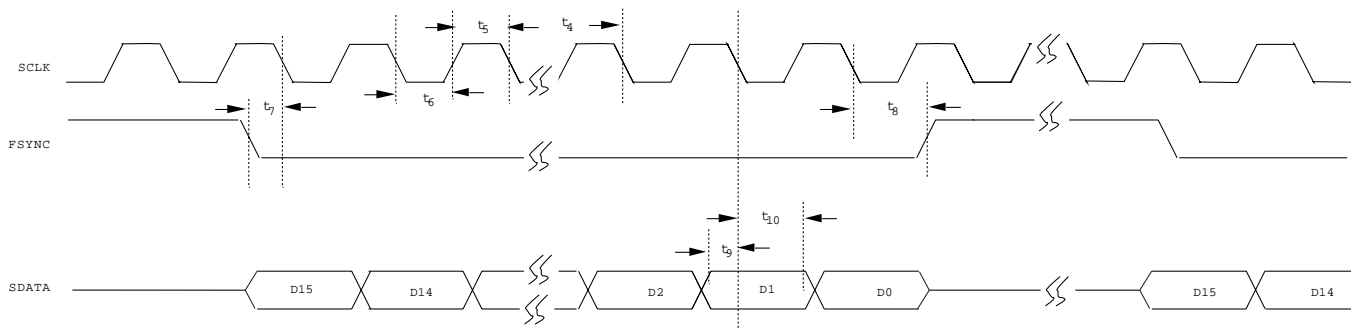 t5
t4
SCLK
t7
t6
t8
FSYNC
t10
t9
SDATA
D15
D14
D2
D1
D0
D15
D14